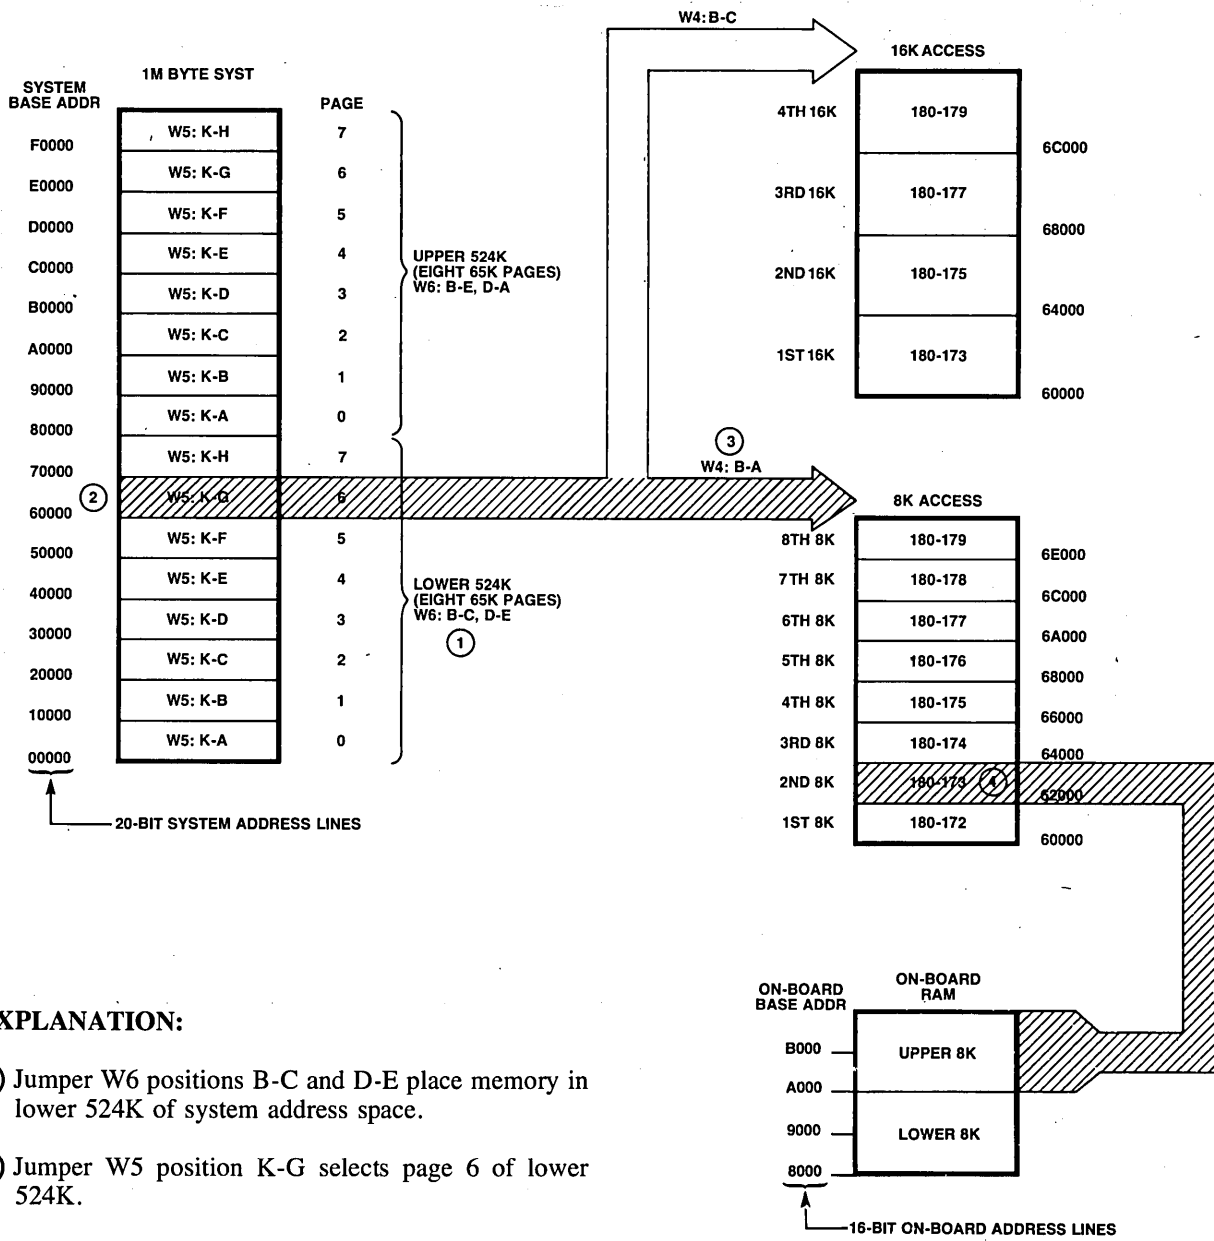 W4: B-C
1M BYTE SYST
16K ACCESS
SYSTEM
BASE ADDR
PAGE
W5: K-H 7
F0000
W5: K-G 6
E0000
W5: K-F 5
D0000
W5: K-E 4
C0000
W5: K-D 3
B0000
W5: K-C 2
A0000
W5: K-B 1
90000
W5: K-A 0
80000
W5: K-H 7
70000
2 W5: K-G 6
60000
W5: K-F 5
50000
W5: K-E 4
40000
W5: K-D 3
30000
W5: K-C 2
20000
W5: K-B 1
10000
W5: K-A 0
00000
20-BIT SYSTEM ADDRESS LINES
UPPER 524K
(EIGHT 65K PAGES)
W6: B-E, D-A
LOWER 524K
(EIGHT 65K PAGES)
W6: B-C, D-E
1
4TH 16K 180-179
6C000
3RD 16K 180-177
68000
2ND 16K 180-175
64000
1ST 16K 180-173
60000
3
W4: B-A
8K ACCESS
8TH 8K 180-179
6E000
7TH 8K 180-178
6C000
6TH 8K 180-177
6A000
5TH 8K 180-176
68000
4TH 8K 180-175
66000
3RD 8K 180-174
64000
2ND 8K 180-173 4
62000
1ST 8K 180-172
60000
ON-BOARD
BASE ADDR
ON-BOARD
RAM
B000 UPPER 8K
A000
9000 LOWER 8K
8000
16-BIT ON-BOARD ADDRESS LINES
XPLANATION:
) Jumper W6 positions B-C and D-E place memory in
lower 524K of system address space.
) Jumper W5 position K-G selects page 6 of lower
524K.